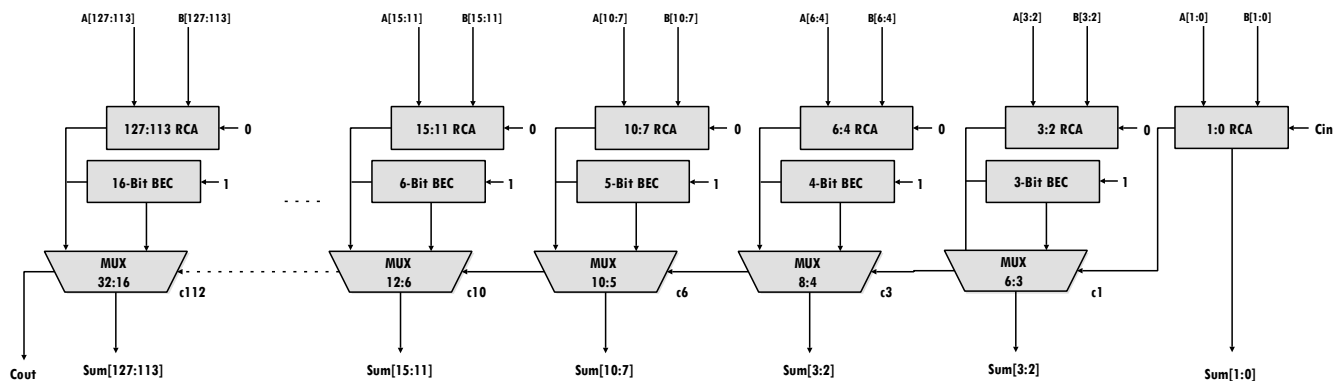 A[127:113] B[127:113] A[15:11] B[15:11] A[10:7] B[10:7] A[6:4] B[6:4] A[3:2] B[3:2] A[1:0] B[1:0]
127:113 RCA 0 15:11 RCA 0 10:7 RCA 0 6:4 RCA 0 3:2 RCA 0 1:0 RCA Cin
16-Bit BEC 1 6-Bit BEC 1 5-Bit BEC 1 4-Bit BEC 1 3-Bit BEC 1
MUX MUX MUX MUX MUX
32:16 12:6 10:5 8:4 6:3
c112 c10 c6 c3 c1
Cout Sum[127:113] Sum[15:11] Sum[10:7] Sum[3:2] Sum[3:2] Sum[1:0]